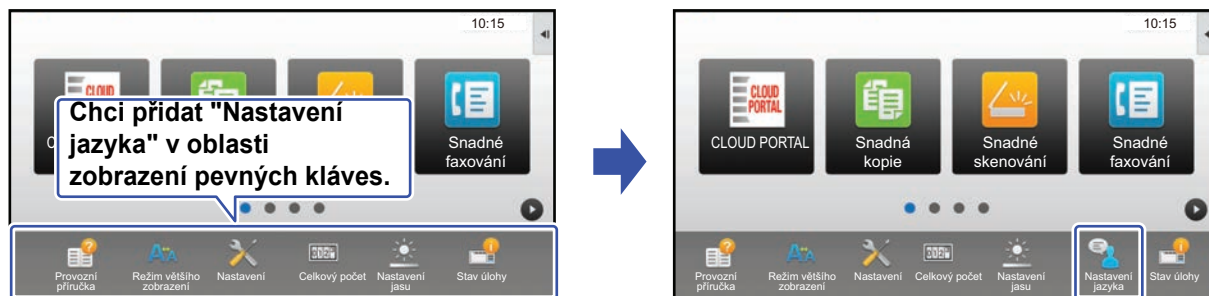 10:15
CLOUD
Chci přidat "Nastavení
jazyka" v oblasti
zobrazení pevných kláves.
Snadné
faxování
Provozní
příručka
Režim většího
zobrazení
Nastavení
Celkový počet
Nastavení
jasu
Stav úlohy
10:15
CLOUD
PORTAL
CLOUD PORTAL
Snadná
kopie
Snadné
skenování
Snadné
faxování
Provozní
příručka
Režim většího
zobrazení
Nastavení
Celkový počet
Nastavení
jasu
Nastavení
jazyka
Stav úlohy